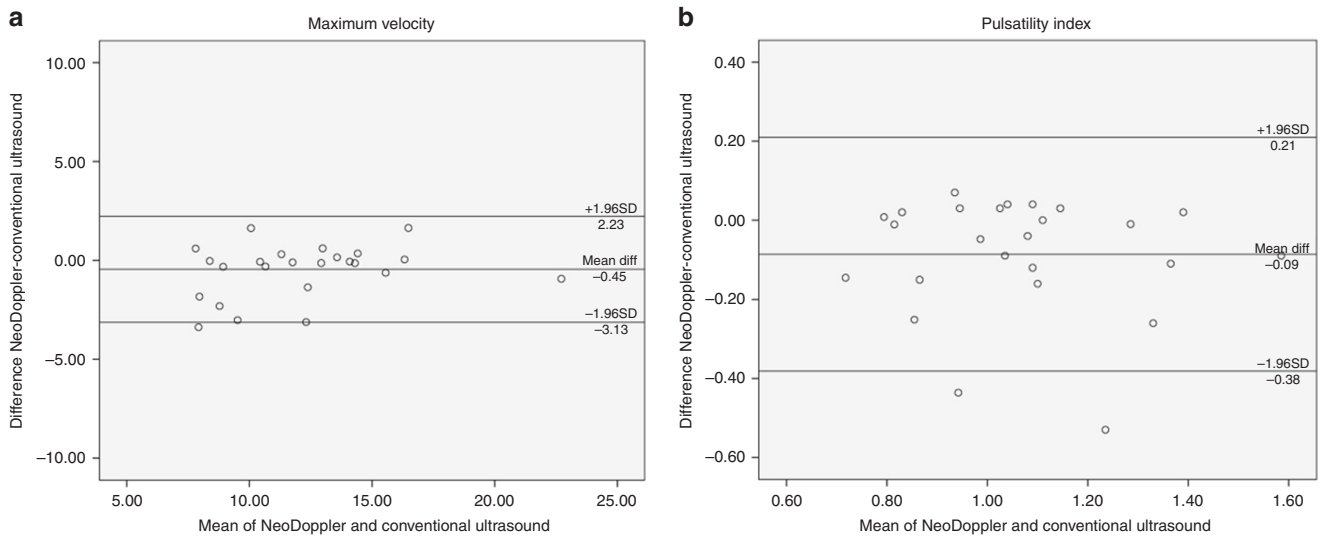 a
Maximum velocity
Difference NeoDoppler-conventional ultrasound
10.00
5.00
0.00
–5.00
–10.00
+1.96SD
2.23
Mean diff
–0.45
–1.96SD
–3.13
5.00 10.00 15.00 20.00 25.00
Mean of NeoDoppler and conventional ultrasound
b
Pulsatility index
Difference NeoDoppler-conventional ultrasound
0.40
0.20
0.00
–0.20
–0.40
–0.60
+1.96SD
0.21
Mean diff
–0.09
–1.96SD
–0.38
0.60 0.80 1.00 1.20 1.40 1.60
Mean of NeoDoppler and conventional ultrasound